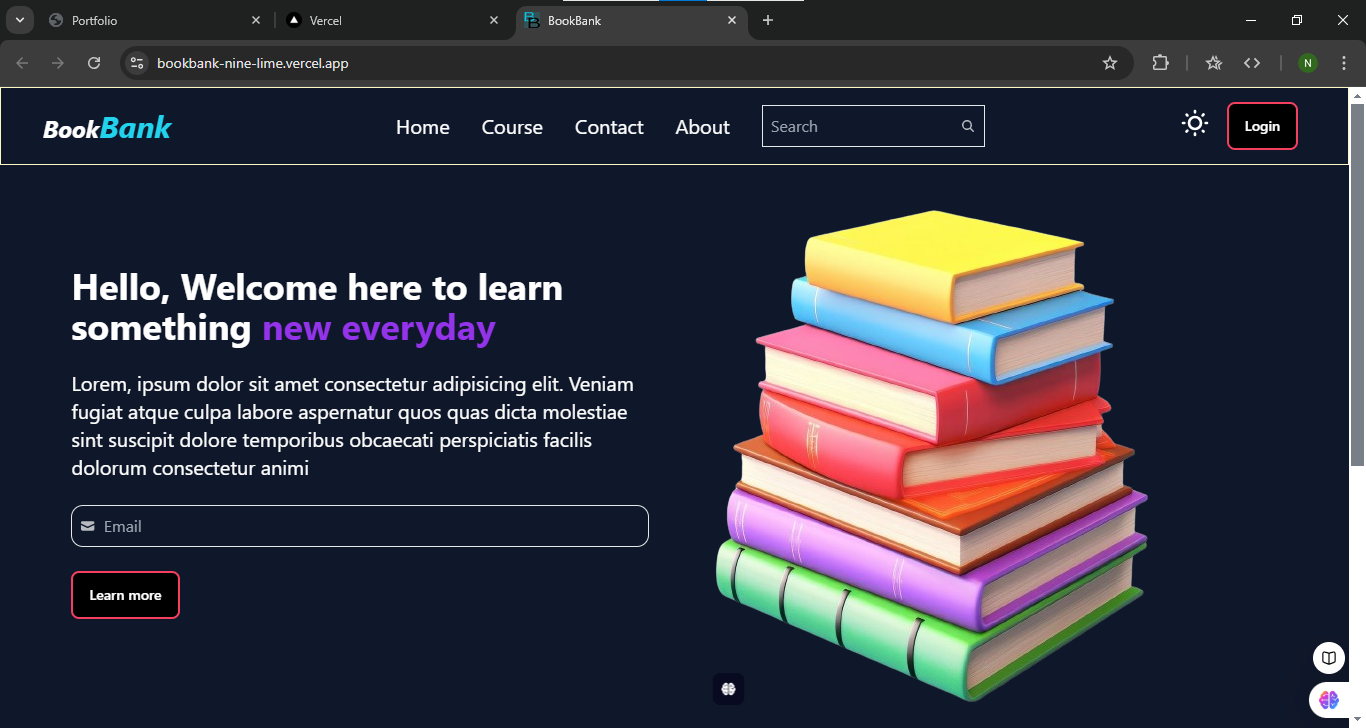 Portfolio
Vercel
BookBank
bookbank-nine-lime.vercel.app
N
BookBank
Home
Course
Contact
About
Search
Login
Hello, Welcome here to learn
something new everyday
Lorem, ipsum dolor sit amet consectetur adipisicing elit. Veniam
fugiat atque culpa labore aspernatur quos quas dicta molestiae
sint suscipit dolore temporibus obcaecati perspiciatis facilis
dolorum consectetur animi
Email
Learn more